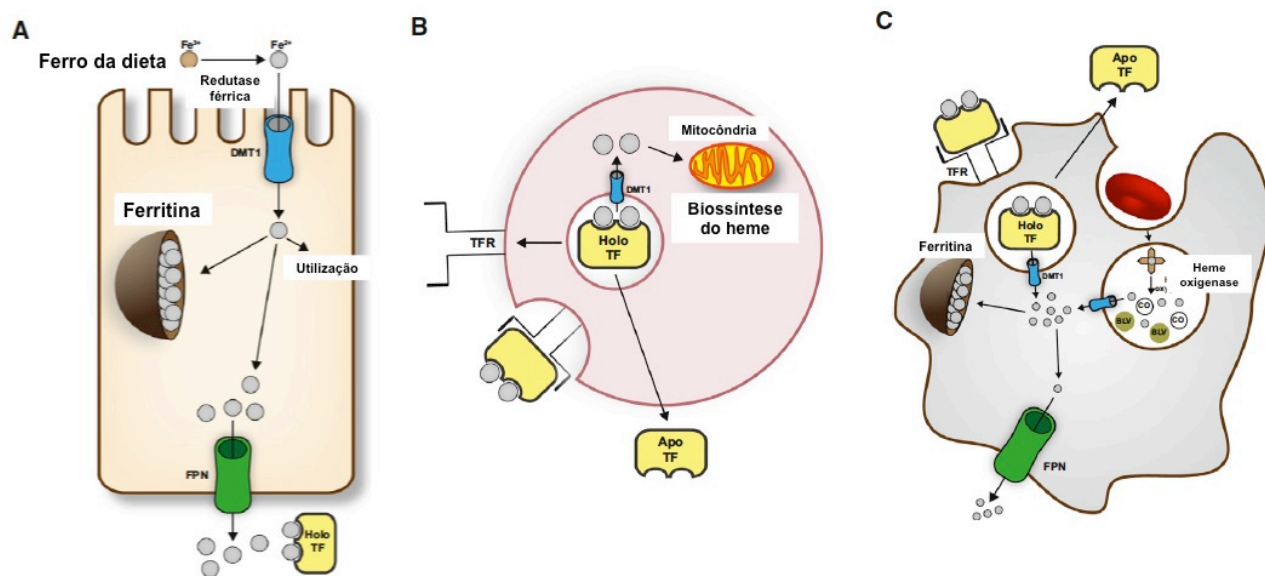 A
Fe³⁺
Fe²⁺
Ferro da dieta
Redutase
férrica
DMT1
Ferritina
Utilização
FPN
Holo
TF
B
Mitocôndria
DMT1
Biossíntese
do heme
Holo
TF
TFR
Apo
TF
C
Apo
TF
TFR
Holo
TF
Ferritina
DMT1
Heme
oxigenase
CO
CO
BLV
BLV
FPN